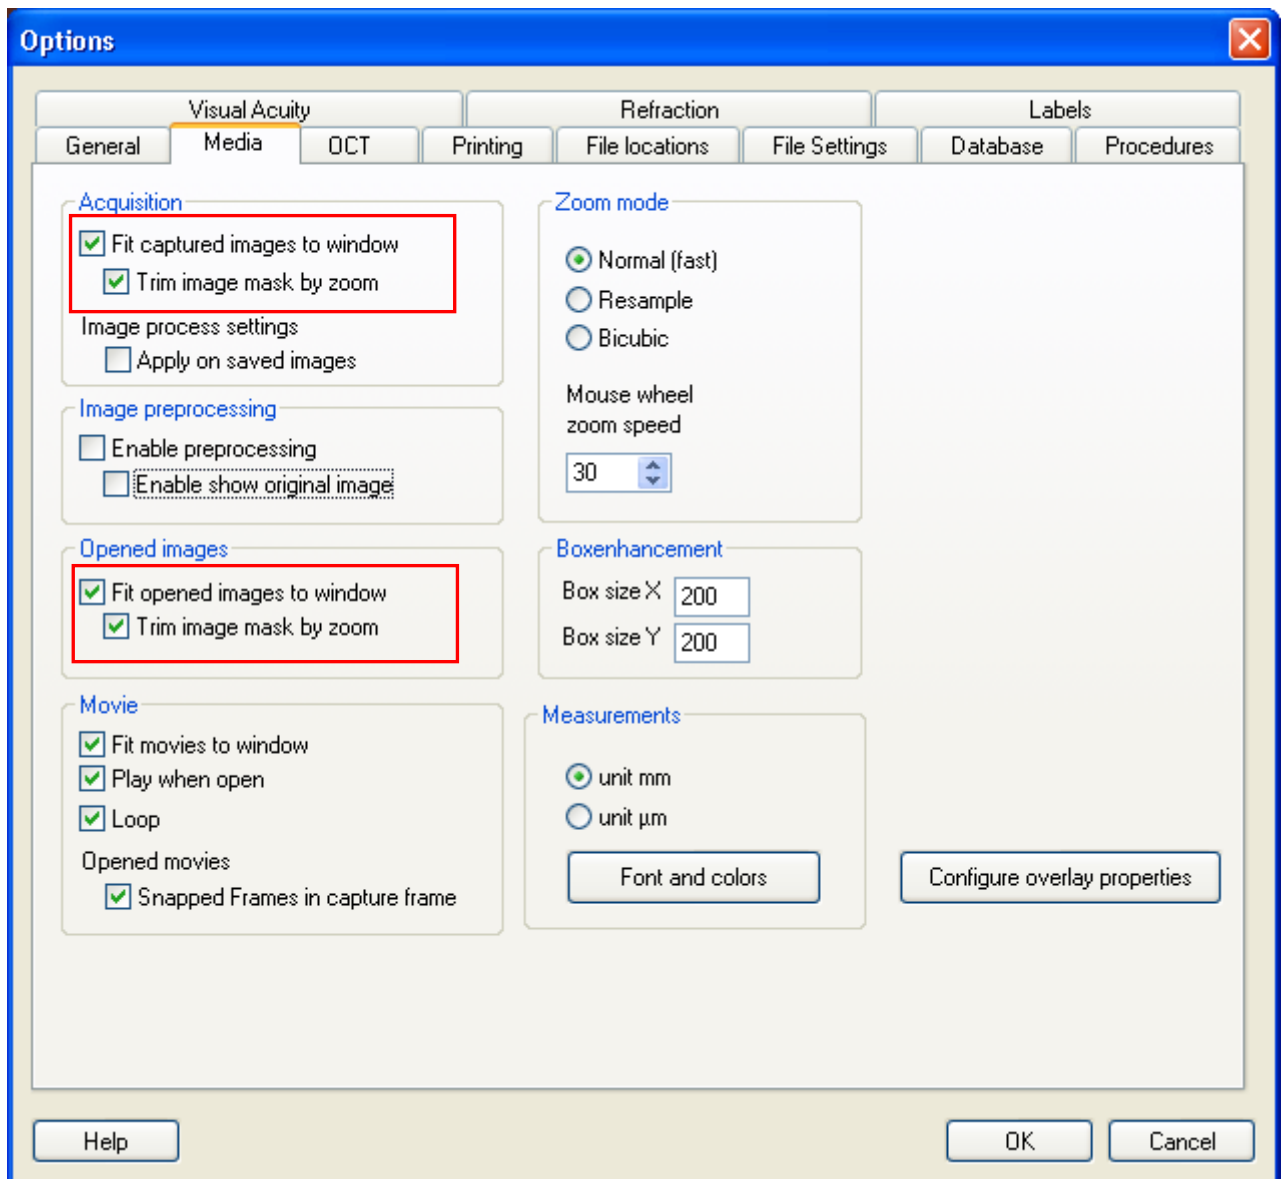 Options
Visual Acuity
Refraction
Labels
General
Media
OCT
Printing
File locations
File Settings
Database
Procedures
Acquisition
Fit captured images to window
Trim image mask by zoom
Image process settings
Apply on saved images
Image preprocessing
Enable preprocessing
Enable show original image
Opened images
Fit opened images to window
Trim image mask by zoom
Movie
Fit movies to window
Play when open
Loop
Opened movies
Snapped Frames in capture frame
Zoom mode
Normal (fast)
Resample
Bicubic
Mouse wheel
zoom speed
30
Boxenhancement
Box size X 200
Box size Y 200
Measurements
unit mm
unit µm
Font and colors
Configure overlay properties
Help
OK
Cancel